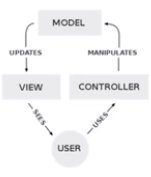 MODEL
UPDATES
MANIPULATES
VIEW
CONTROLLER
SEES
USES
USER